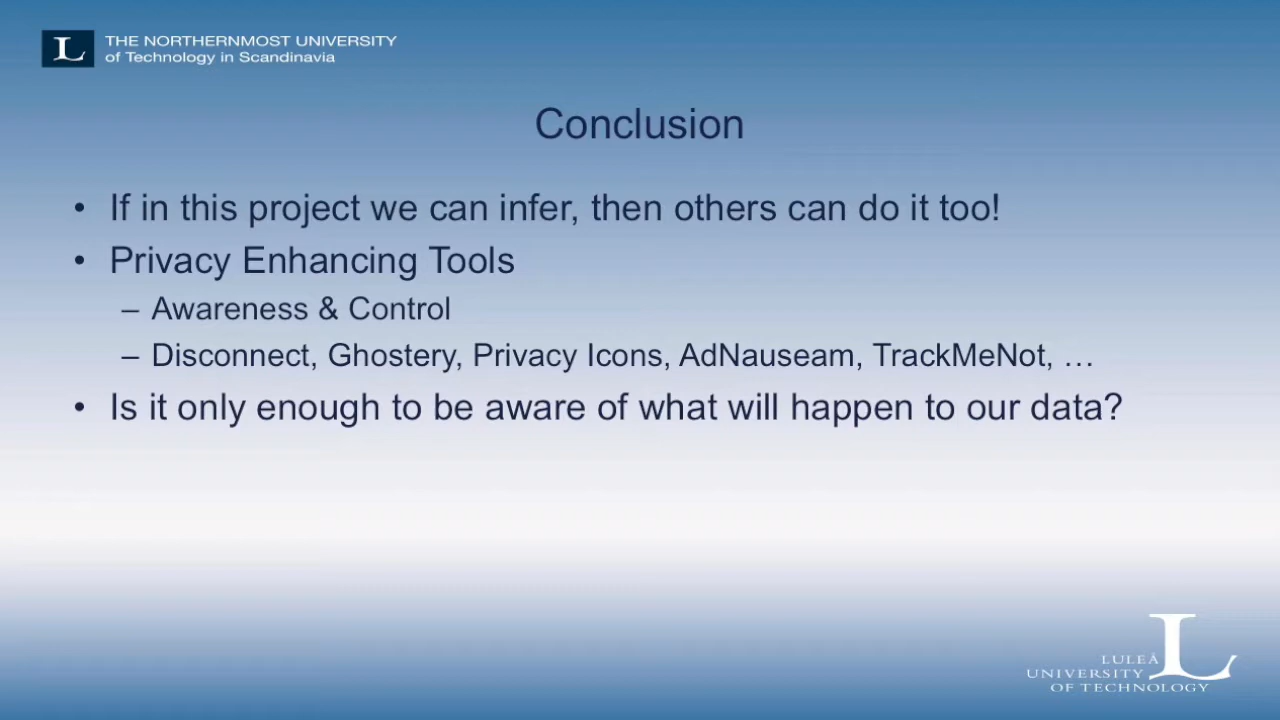 L
THE NORTHERNMOST UNIVERSITY
of Technology in Scandinavia
Conclusion
• If in this project we can infer, then others can do it too!
• Privacy Enhancing Tools
– Awareness & Control
– Disconnect, Ghostery, Privacy Icons, AdNauseam, TrackMeNot, …
• Is it only enough to be aware of what will happen to our data?
LULEÅ
UNIVERSITY
OF TECHNOLOGY
L